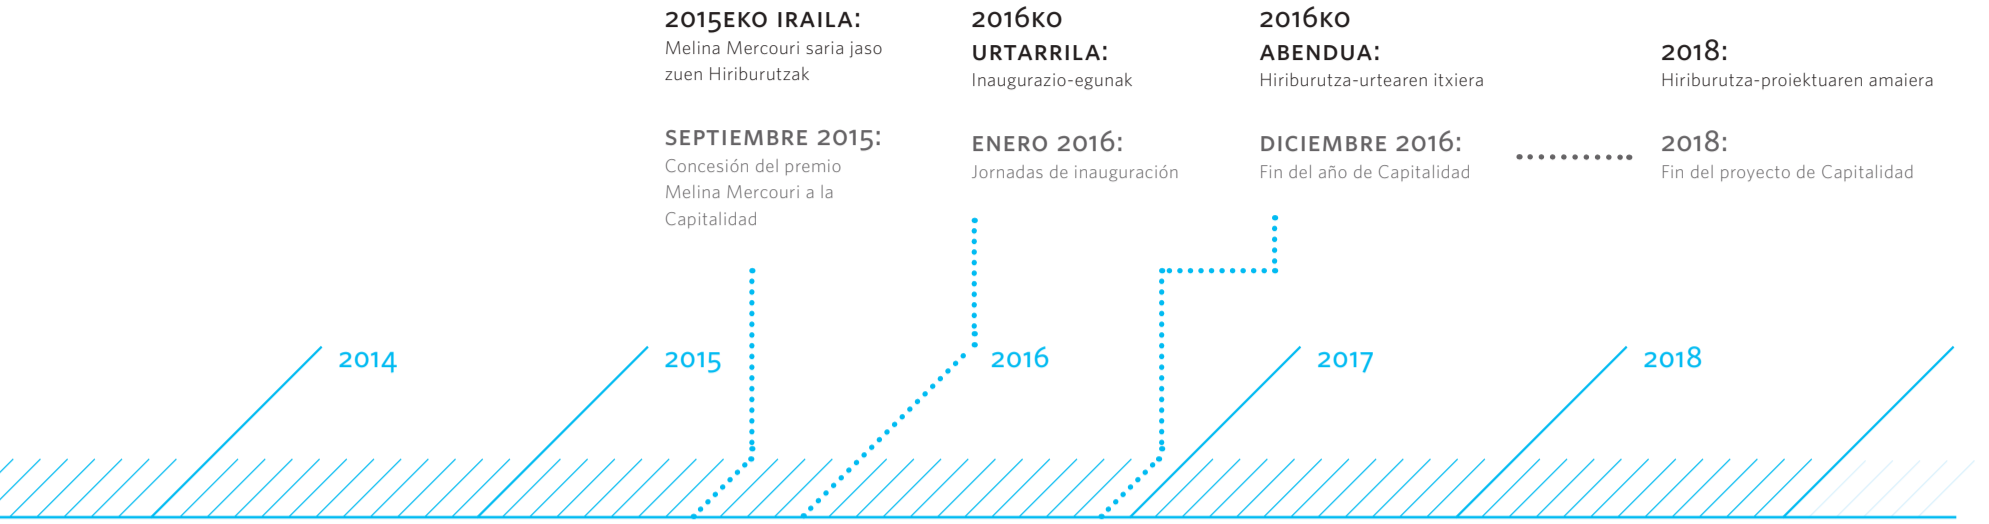 2015EKO IRAILA:
Melina Mercouri saria jaso
zuen Hiriburutzak
SEPTIEMBRE 2015:
Concesión del premio
Melina Mercouri a la
Capitalidad
2016KO
URTARRILA:
Inaugurazio-egunak
ENERO 2016:
Jornadas de inauguración
2016KO
ABENDUA:
Hiriburutza-urtearen itxiera
DICIEMBRE 2016:
Fin del año de Capitalidad
2018:
Hiriburutza-proiektuaren amaiera
2018:
Fin del proyecto de Capitalidad
2014
2015
2016
2017
2018